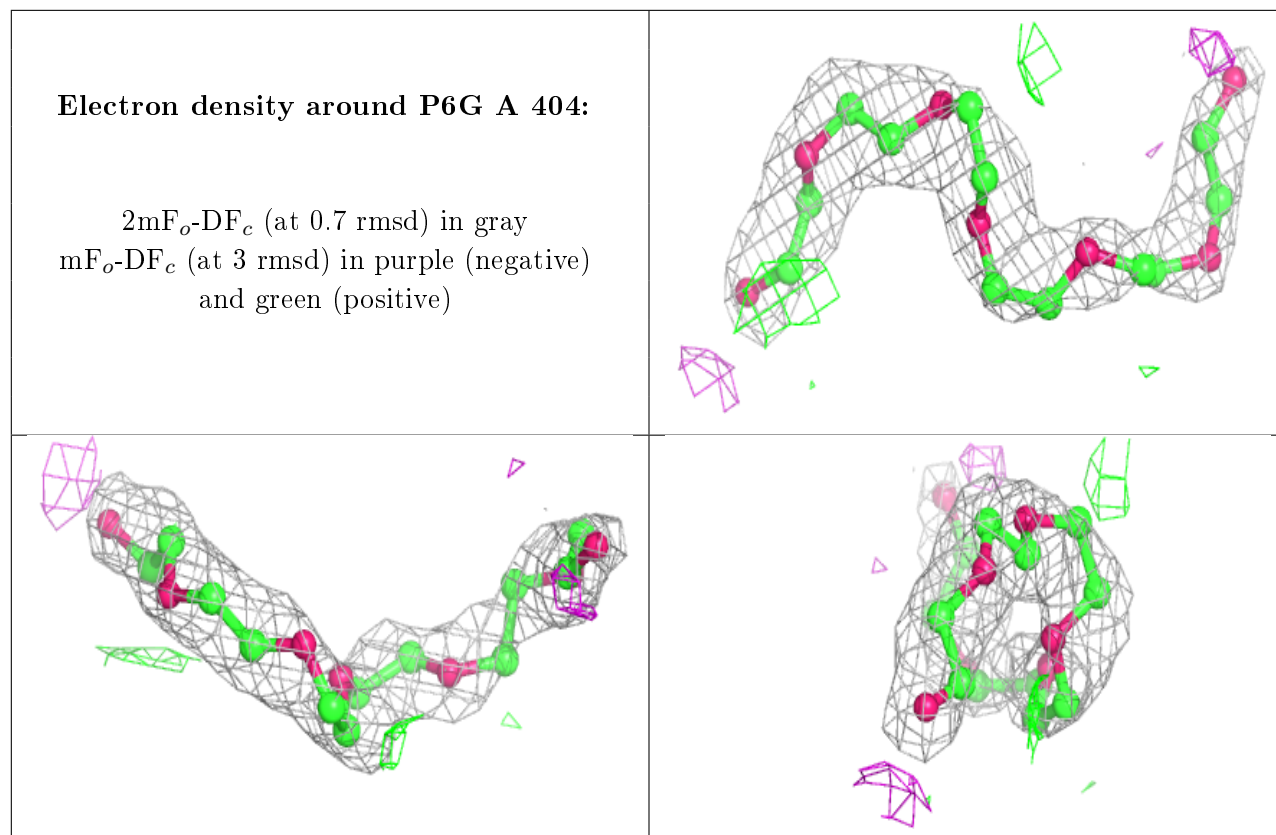 Electron density around P6G A 404:
2mFo-DFc (at 0.7 rmsd) in gray
mFo-DFc (at 3 rmsd) in purple (negative)
and green (positive)